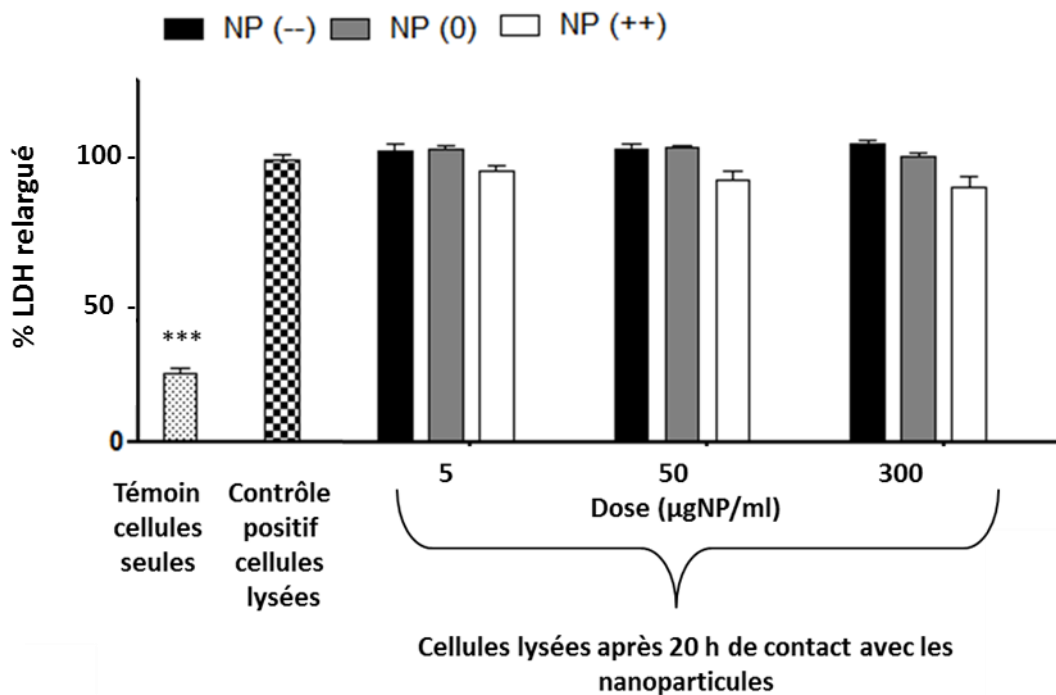 NP (--) NP (0) NP (++)
% LDH relargué
100
50
0
***
5 50 300
Dose (µgNP/ml)
Témoin
cellules
seules
Contrôle
positif
cellules
lysées
Cellules lysées après 20 h de contact avec les
nanoparticules